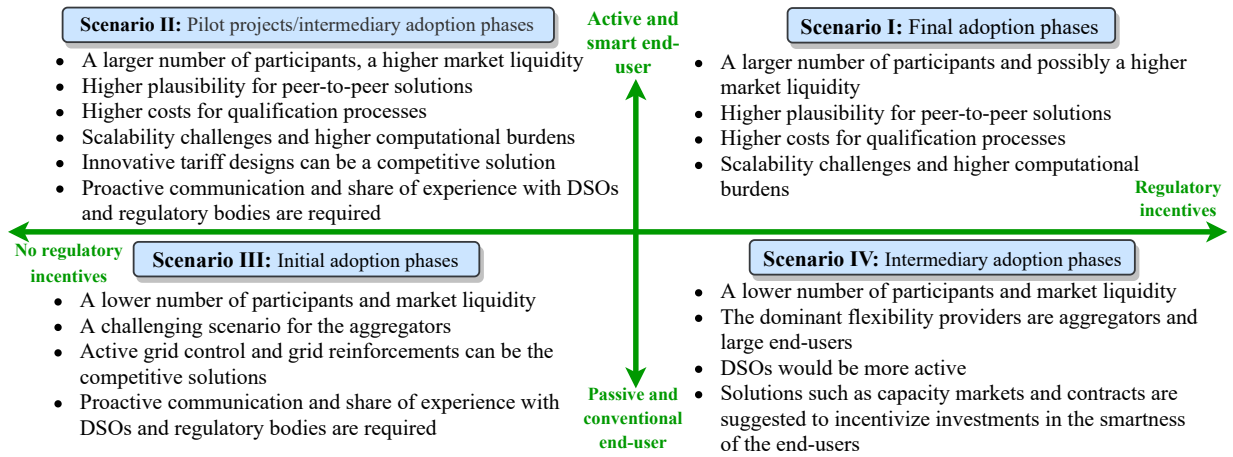 Scenario II: Pilot projects/intermediary adoption phases
• A larger number of participants, a higher market liquidity
• Higher plausibility for peer-to-peer solutions
• Higher costs for qualification processes
• Scalability challenges and higher computational burdens
• Innovative tariff designs can be a competitive solution
• Proactive communication and share of experience with DSOs
and regulatory bodies are required
Active and
smart end-
user
Scenario I: Final adoption phases
• A larger number of participants and possibly a higher
market liquidity
• Higher plausibility for peer-to-peer solutions
• Higher costs for qualification processes
• Scalability challenges and higher computational
burdens
Regulatory
incentives
No regulatory
incentives
Scenario III: Initial adoption phases
• A lower number of participants and market liquidity
• A challenging scenario for the aggregators
• Active grid control and grid reinforcements can be the
competitive solutions
• Proactive communication and share of experience with
DSOs and regulatory bodies are required
Passive and
conventional
end-user
Scenario IV: Intermediary adoption phases
• A lower number of participants and market liquidity
• The dominant flexibility providers are aggregators and
large end-users
• DSOs would be more active
• Solutions such as capacity markets and contracts are
suggested to incentivize investments in the smartness
of the end-users